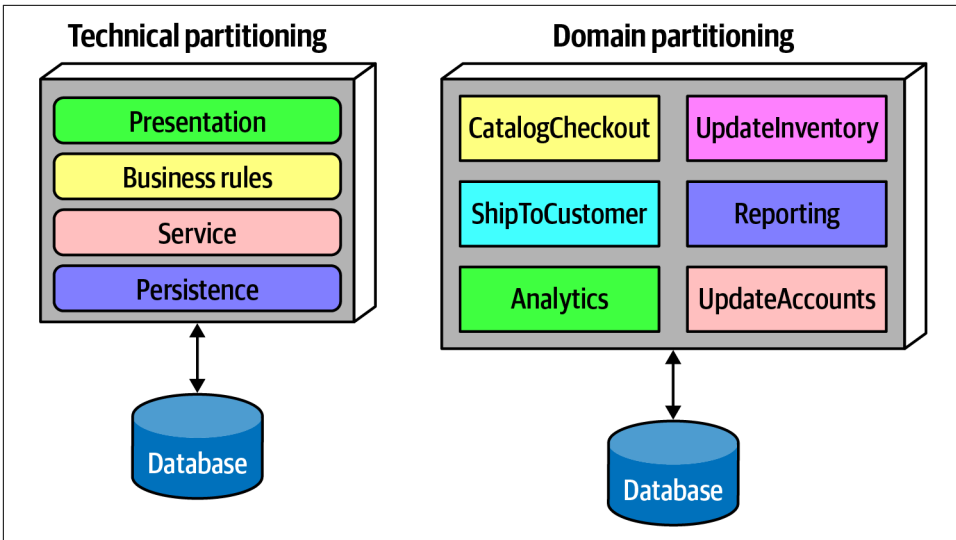 Technical partitioning
Presentation
Business rules
Service
Persistence
Database
Domain partitioning
CatalogCheckout
UpdateInventory
ShipToCustomer
Reporting
Analytics
UpdateAccounts
Database